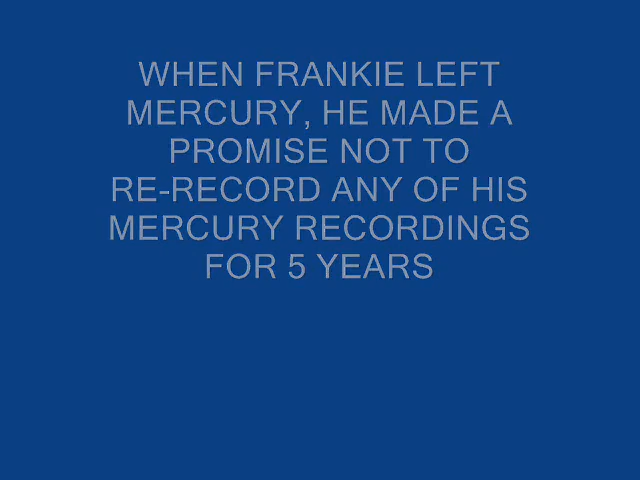 WHEN FRANKIE LEFT
MERCURY, HE MADE A
PROMISE NOT TO
RE-RECORD ANY OF HIS
MERCURY RECORDINGS
FOR 5 YEARS